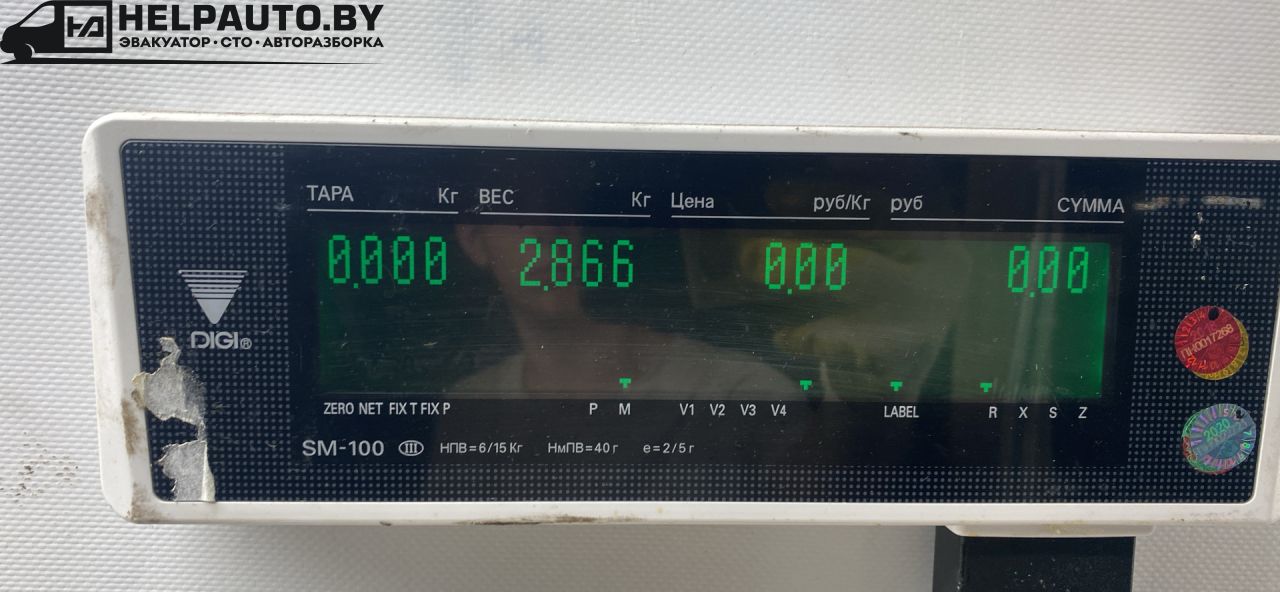 HELPAUTO.BY
ЭВАКУАТОР·СТО·АВТОРАЗБОРКА
ТАРА Кг ВЕС Кг Цена руб/Кг руб СУММА
0.000 2.866 0.00 0.00
DIGI®
ПН0017268
ZERO NET FIX T FIX P P M V1 V2 V3 V4 LABEL R X S Z
2020
SM-100 III НПВ=6/15 Кг НмПВ=40 г e=2/5 г